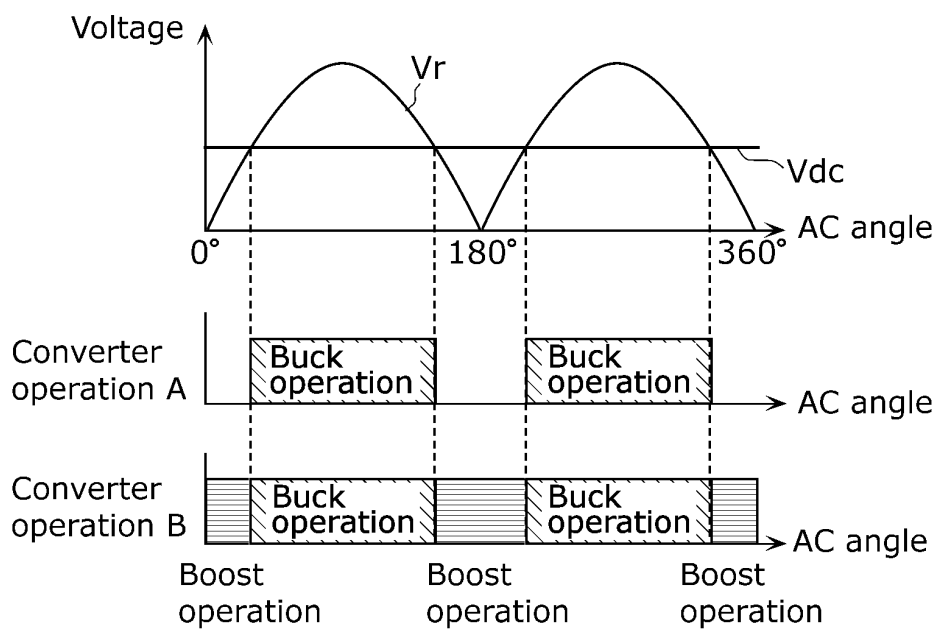 Voltage
Vr
Vdc
AC angle
0° 180° 360°
Converter
operation A
Buck
operation
Buck
operation
AC angle
Converter
operation B
Buck
operation
Buck
operation
AC angle
Boost
operation
Boost
operation
Boost
operation